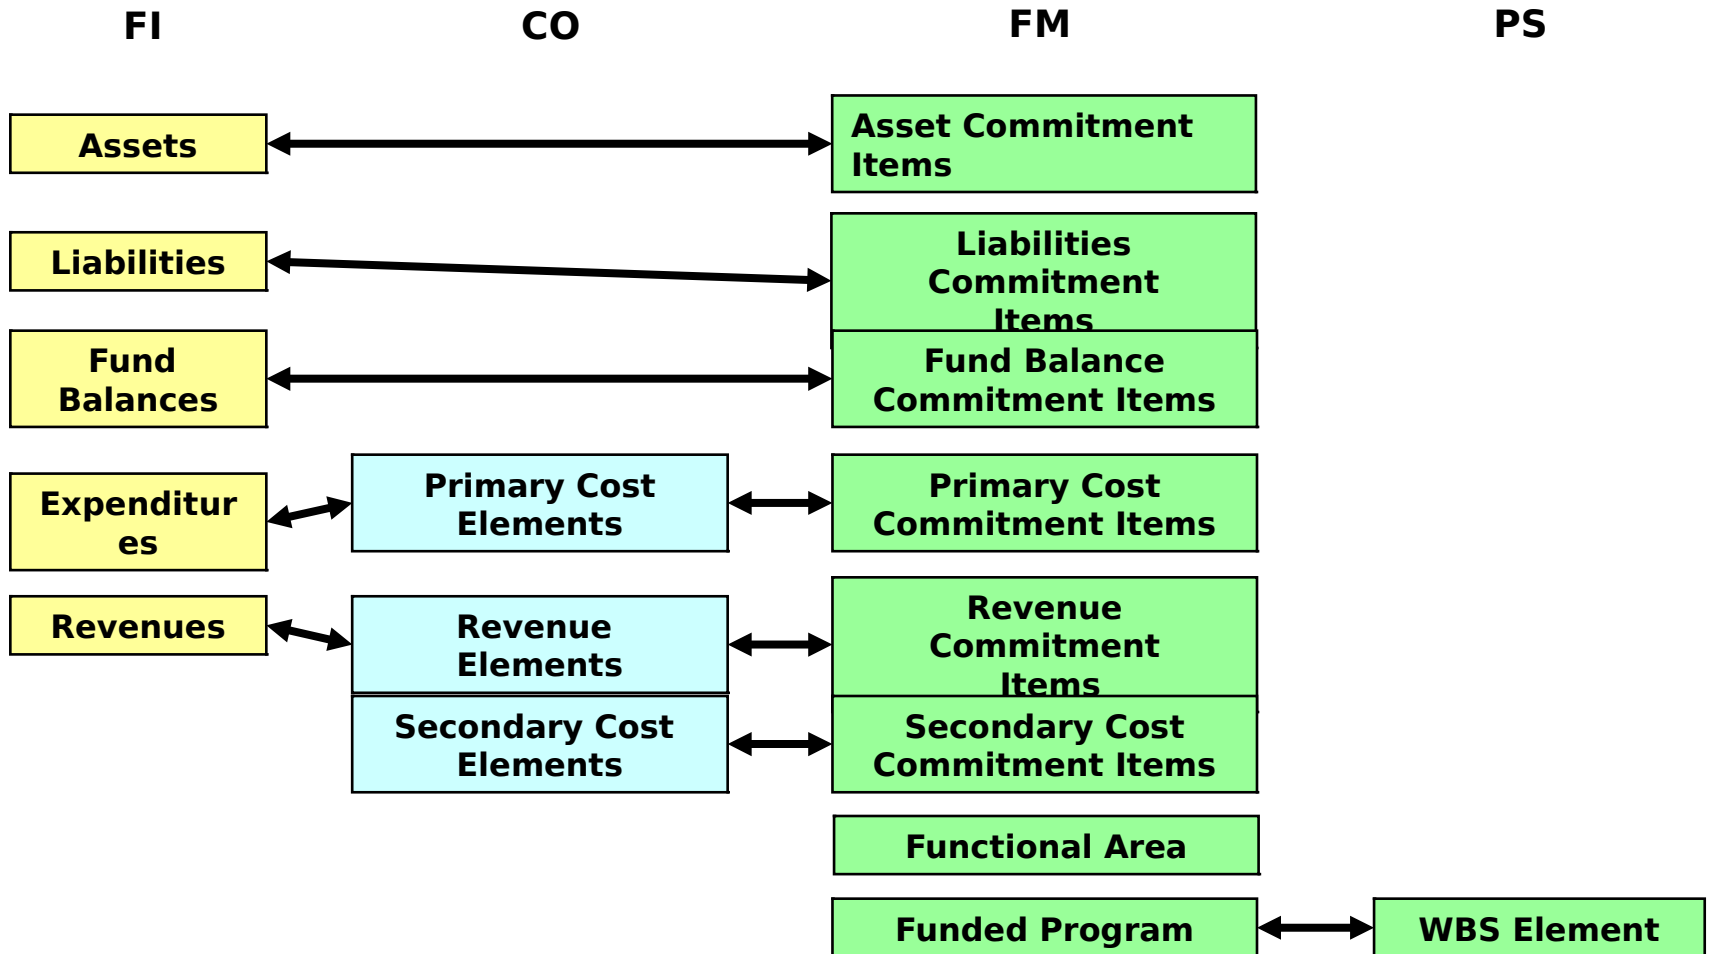 FI
CO
FM
PS
Assets
Asset Commitment
Items
Liabilities
Liabilities
Commitment
Items
Fund
Balances
Fund Balance
Commitment Items
Expenditur
es
Primary Cost
Elements
Primary Cost
Commitment Items
Revenues
Revenue
Elements
Revenue
Commitment
Items
Secondary Cost
Elements
Secondary Cost
Commitment Items
Functional Area
Funded Program
WBS Element